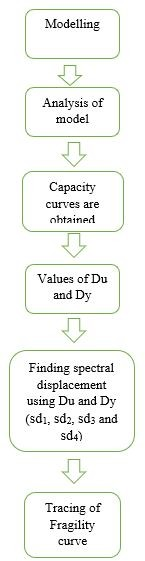 Modelling
Analysis of
model
Capacity
curves are
obtained
Values of Du
and Dy
Finding spectral
displacement
using Du and Dy
(sd₁, sd₂, sd₃ and
sd₄)
Tracing of
Fragility
curve